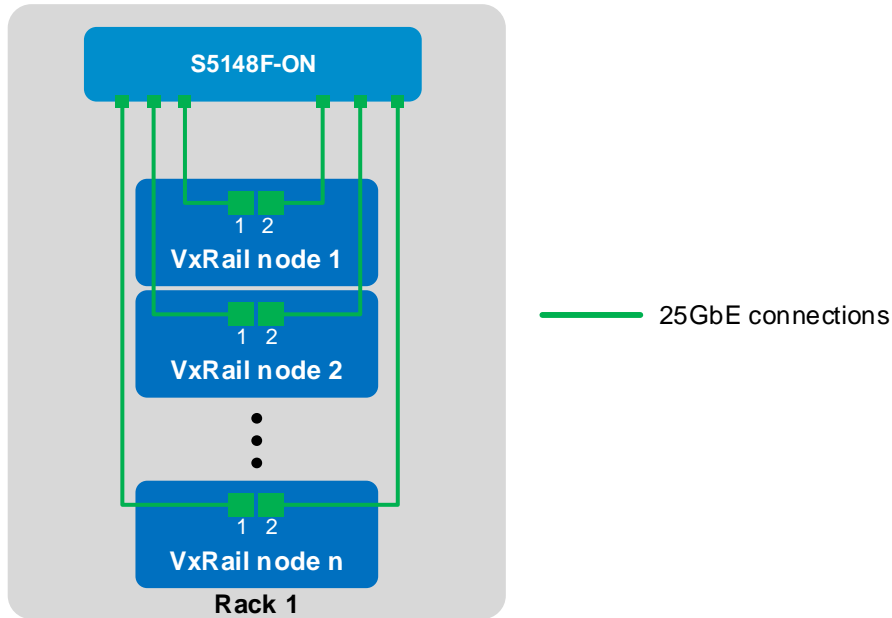 S5148F-ON
1 2
VxRail node 1
1 2
VxRail node 2
25GbE connections
1 2
VxRail node n
Rack 1